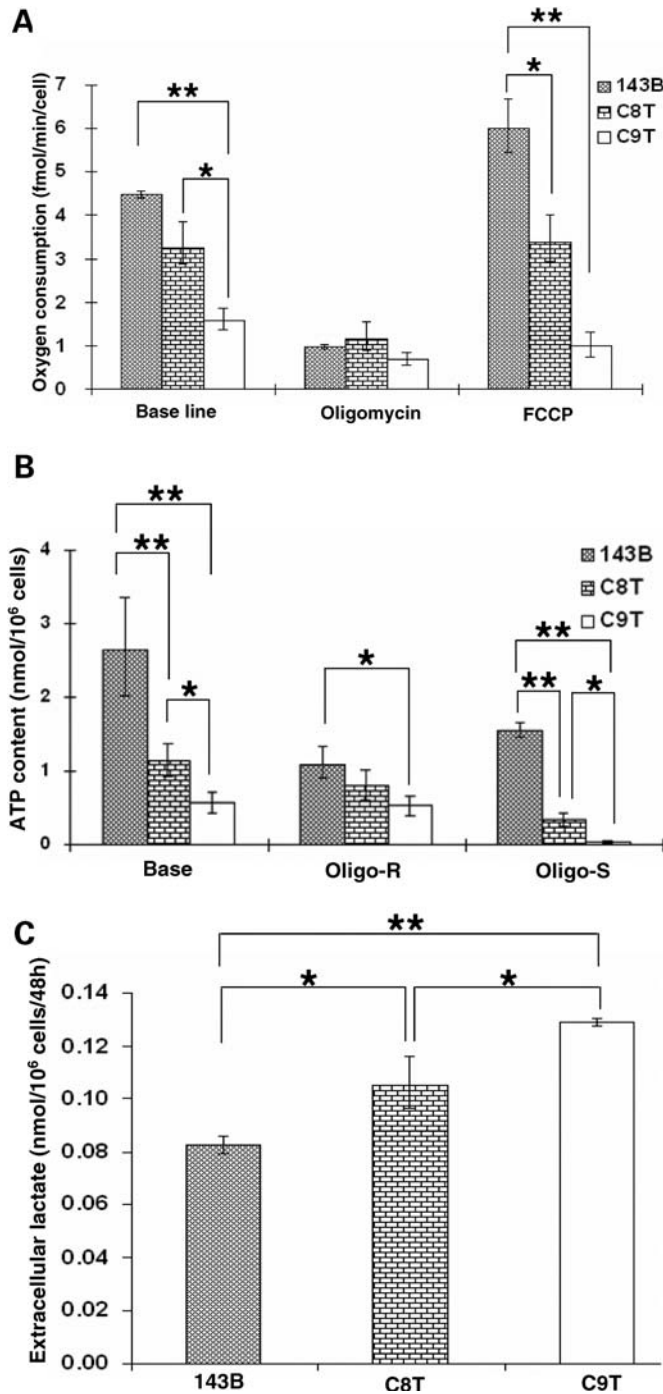 A
**
*
**
*
143B
C8T
C9T
Oxygen consumption (fmol/min/cell)
7
6
5
4
3
2
1
0
Base line
Oligomycin
FCCP
B
**
**
*
*
**
**
*
143B
C8T
C9T
ATP content (nmol/10⁶ cells)
4
3
2
1
0
Base
Oligo-R
Oligo-S
C
**
*
*
Extracellular lactate (nmol/10⁶ cells/48h)
0.14
0.12
0.10
0.08
0.06
0.04
0.02
0.00
143B
C8T
C9T